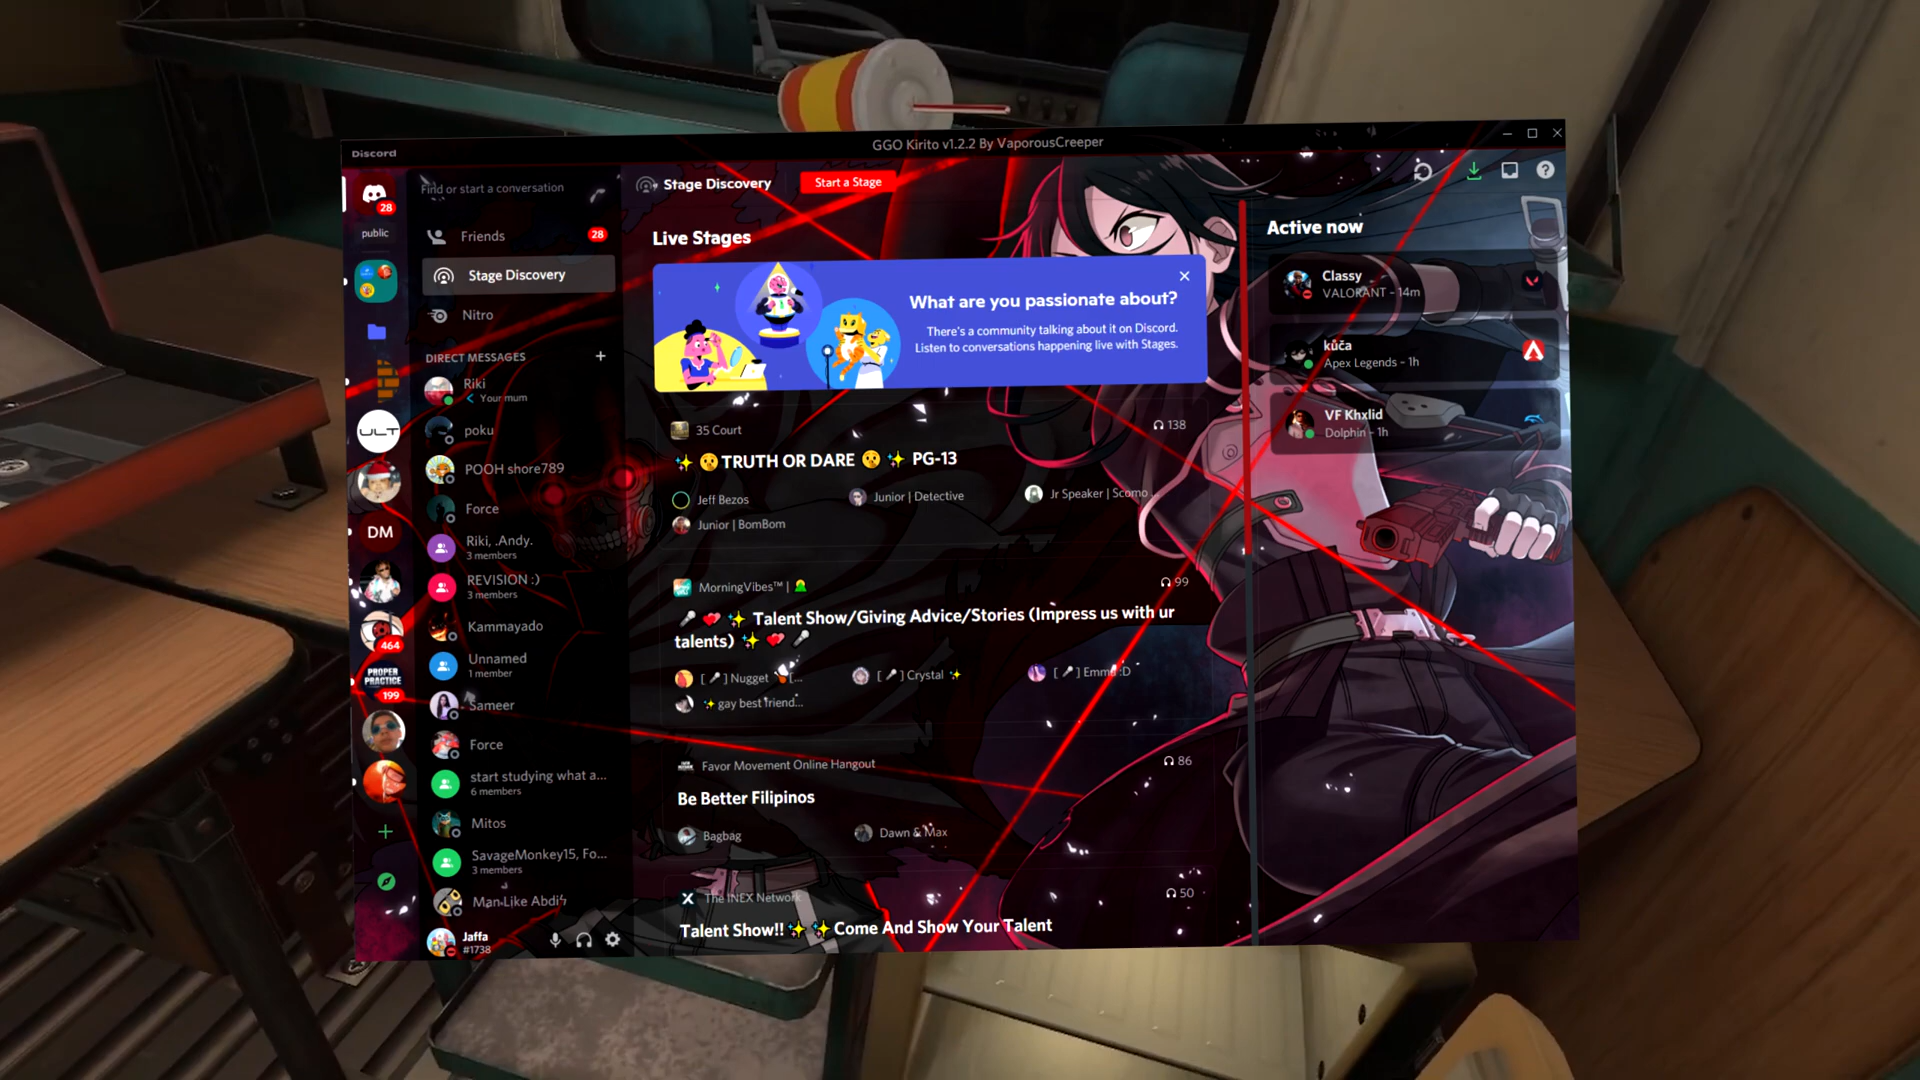 GGO Kirito v1.2.2 By VaporousCreeper
Discord
28
public
ULT
DM
464
PROPER
PRACTICE
199
Find or start a conversation
Friends
28
Stage Discovery
Nitro
DIRECT MESSAGES
Riki
< Your mum
poku
POOH shore789
Force
Riki, .Andy.
3 members
REVISION :)
3 members
Kammayado
Unnamed
1 member
Sameer
Force
start studying what a...
6 members
Mitos
SavageMonkey15, Fo...
3 members
Man Like Abdi
Jaffa
#1738
Stage Discovery
Start a Stage
Live Stages
What are you passionate about?
There's a community talking about it on Discord.
Listen to conversations happening live with Stages.
35 Court
138
✨ 🤫 TRUTH OR DARE 🤫 ✨ PG-13
Jeff Bezos
Junior | Detective
Jr Speaker | Scomo ...
Junior | BomBom
MorningVibes™ |
99
🎤 ❤️ ✨ Talent Show/Giving Advice/Stories (Impress us with ur
talents) ✨ ❤️ 🎤
[ 🎤 ] Nugget [...
[ 🎤 ] Crystal ✨
[ 🎤 ] Emma :D
✨ gay best friend...
Favor Movement Online Hangout
86
Be Better Filipinos
Bagbag
Dawn & Max
The INEX Network
50
Talent Show!! ✨ ✨ Come And Show Your Talent
Active now
Classy
VALORANT - 14m
kůča
Apex Legends - 1h
VF Khxlid
Dolphin - 1h